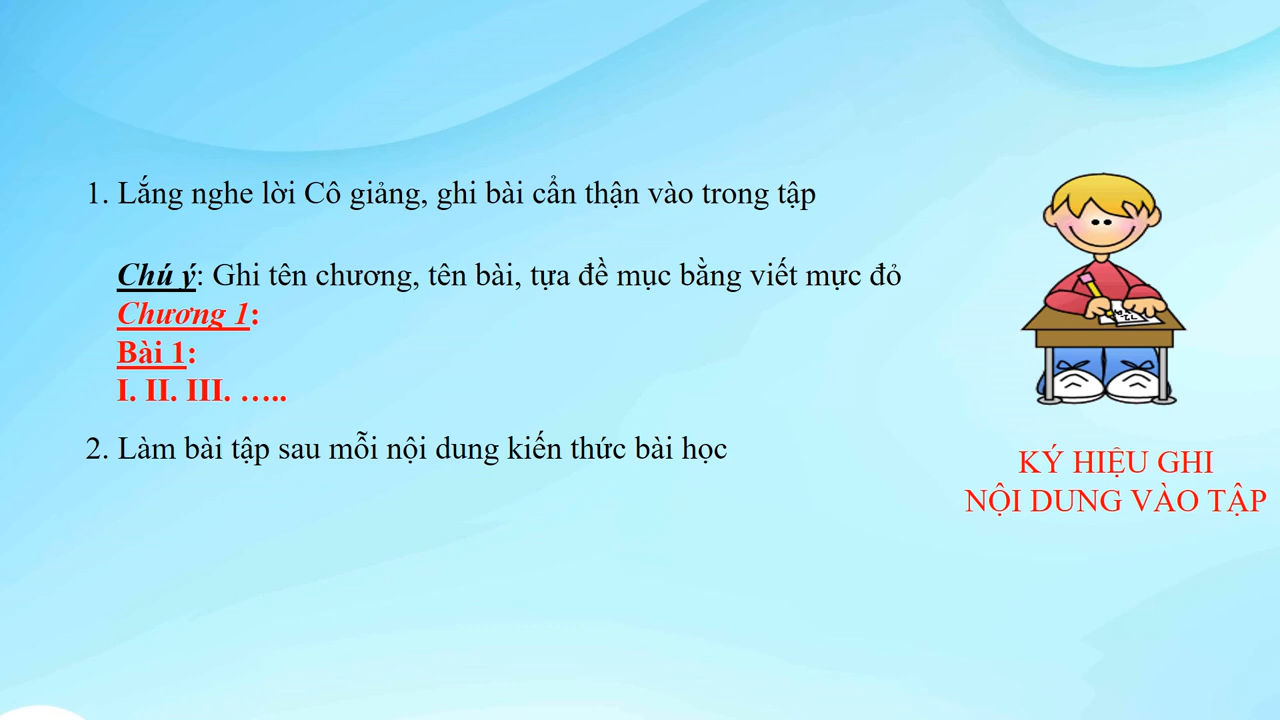 1. Lắng nghe lời Cô giảng, ghi bài cẩn thận vào trong tập
Chú ý: Ghi tên chương, tên bài, tựa đề mục bằng viết mực đỏ
Chương 1:
Bài 1:
I. II. III. …..
2. Làm bài tập sau mỗi nội dung kiến thức bài học
KÝ HIỆU GHI
NỘI DUNG VÀO TẬP